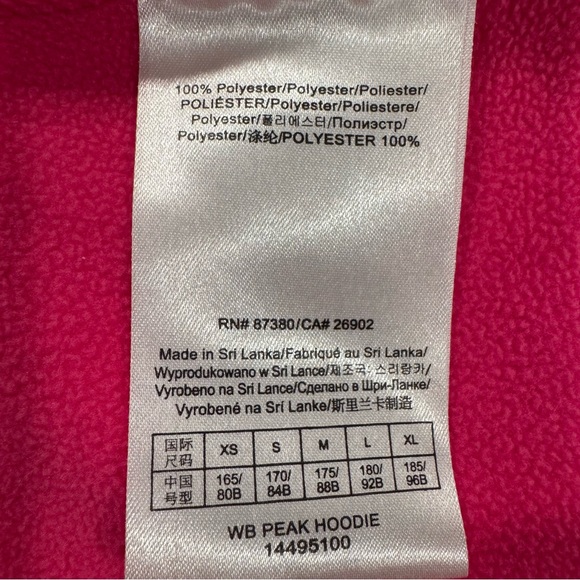 100% Polyester/Polyester/Poliester/
POLIÉSTER/Polyester/Poliestere/
Polyester/폴리에스터/Полиэстр/
Polyester/涤纶/POLYESTER 100%
RN# 87380/CA# 26902
Made in Sri Lanka/Fabriqué au Sri Lanka/
Wyprodukowano w Sri Lance/제조국: 스리랑카/
Vyrobeno na Srí Lance/Сделано в Шри-Ланке/
Vyrobené na Srí Lanke/斯里兰卡制造
国际尺码 XS S M L XL
中国号型 165/80B 170/84B 175/88B 180/92B 185/96B
WB PEAK HOODIE
14495100